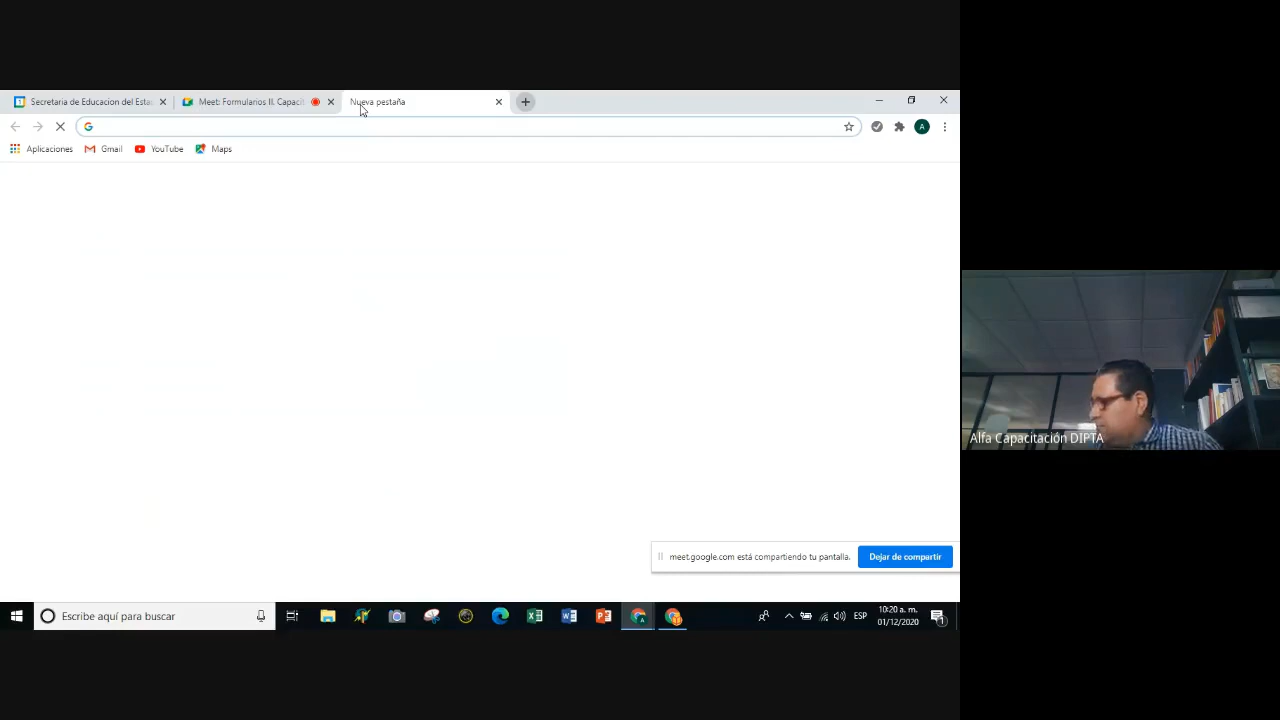 Secretaria de Educacion del Esta
Meet: Formularios II. Capaci
Nueva pestaña
Aplicaciones
Gmail
YouTube
Maps
A
Alfa Capacitación DIPTA
meet.google.com está compartiendo tu pantalla.
Dejar de compartir
Escribe aquí para buscar
ESP
10:20 a. m.
01/12/2020